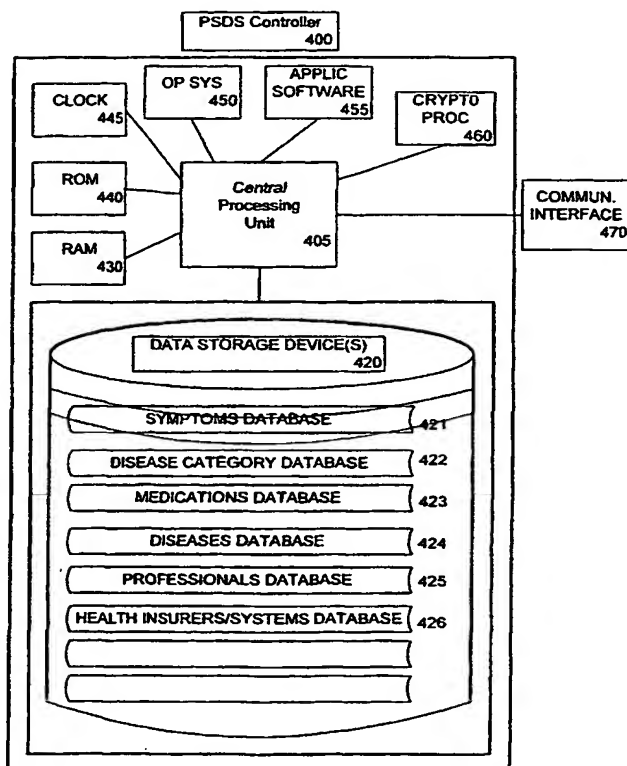 PSDS Controller
400
CLOCK
445
OP SYS
450
APPLIC
SOFTWARE
455
CRYPTO
PROC
460
ROM
440
RAM
430
Central
Processing
Unit
405
COMMUN.
INTERFACE
470
DATA STORAGE DEVICE(S)
420
SYMPTOMS DATABASE 421
DISEASE CATEGORY DATABASE 422
MEDICATIONS DATABASE 423
DISEASES DATABASE 424
PROFESSIONALS DATABASE 425
HEALTH INSURERS/SYSTEMS DATABASE 426